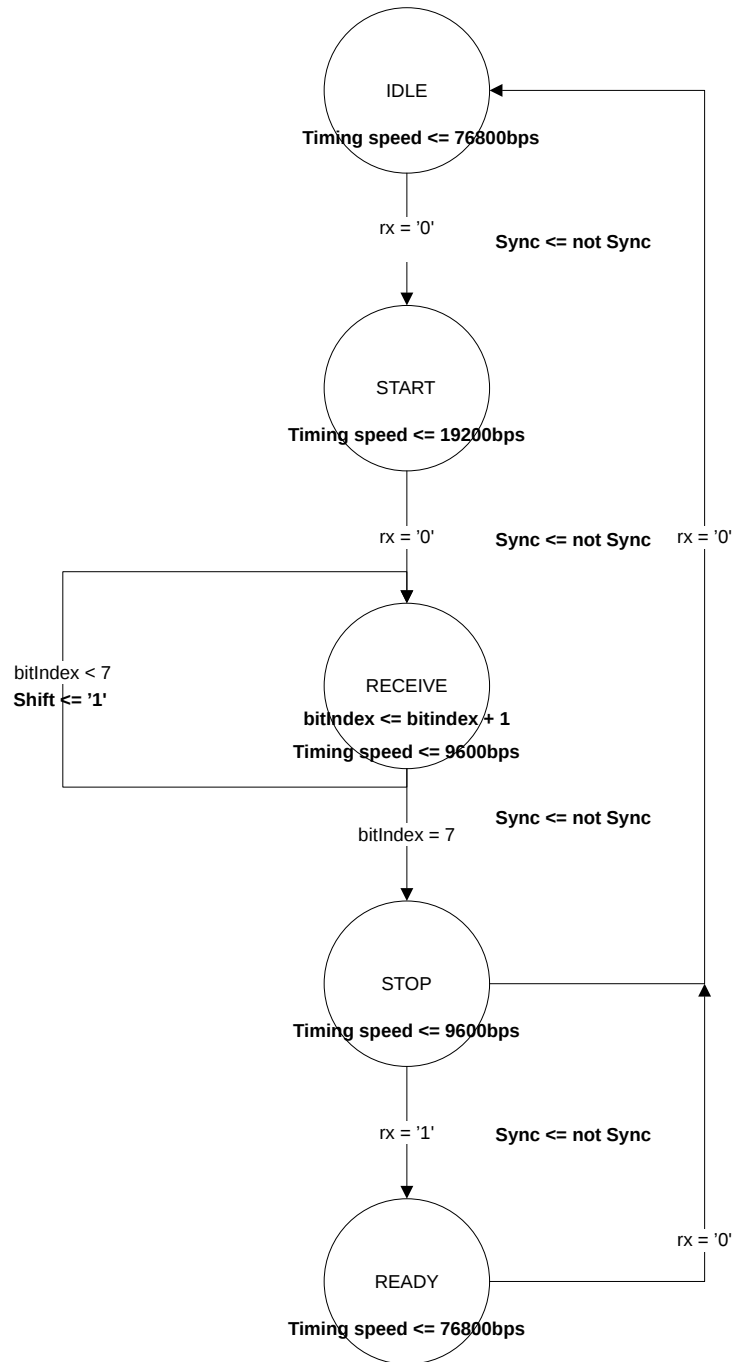 IDLE
Timing speed <= 76800bps
rx = ’0'
Sync <= not Sync
START
Timing speed <= 19200bps
rx = ’0'
Sync <= not Sync
rx = ’0'
bitIndex < 7
Shift <= ’1'
RECEIVE
bitIndex <= bitindex + 1
Timing speed <= 9600bps
Sync <= not Sync
bitIndex = 7
STOP
Timing speed <= 9600bps
rx = ’1'
Sync <= not Sync
rx = ’0'
READY
Timing speed <= 76800bps